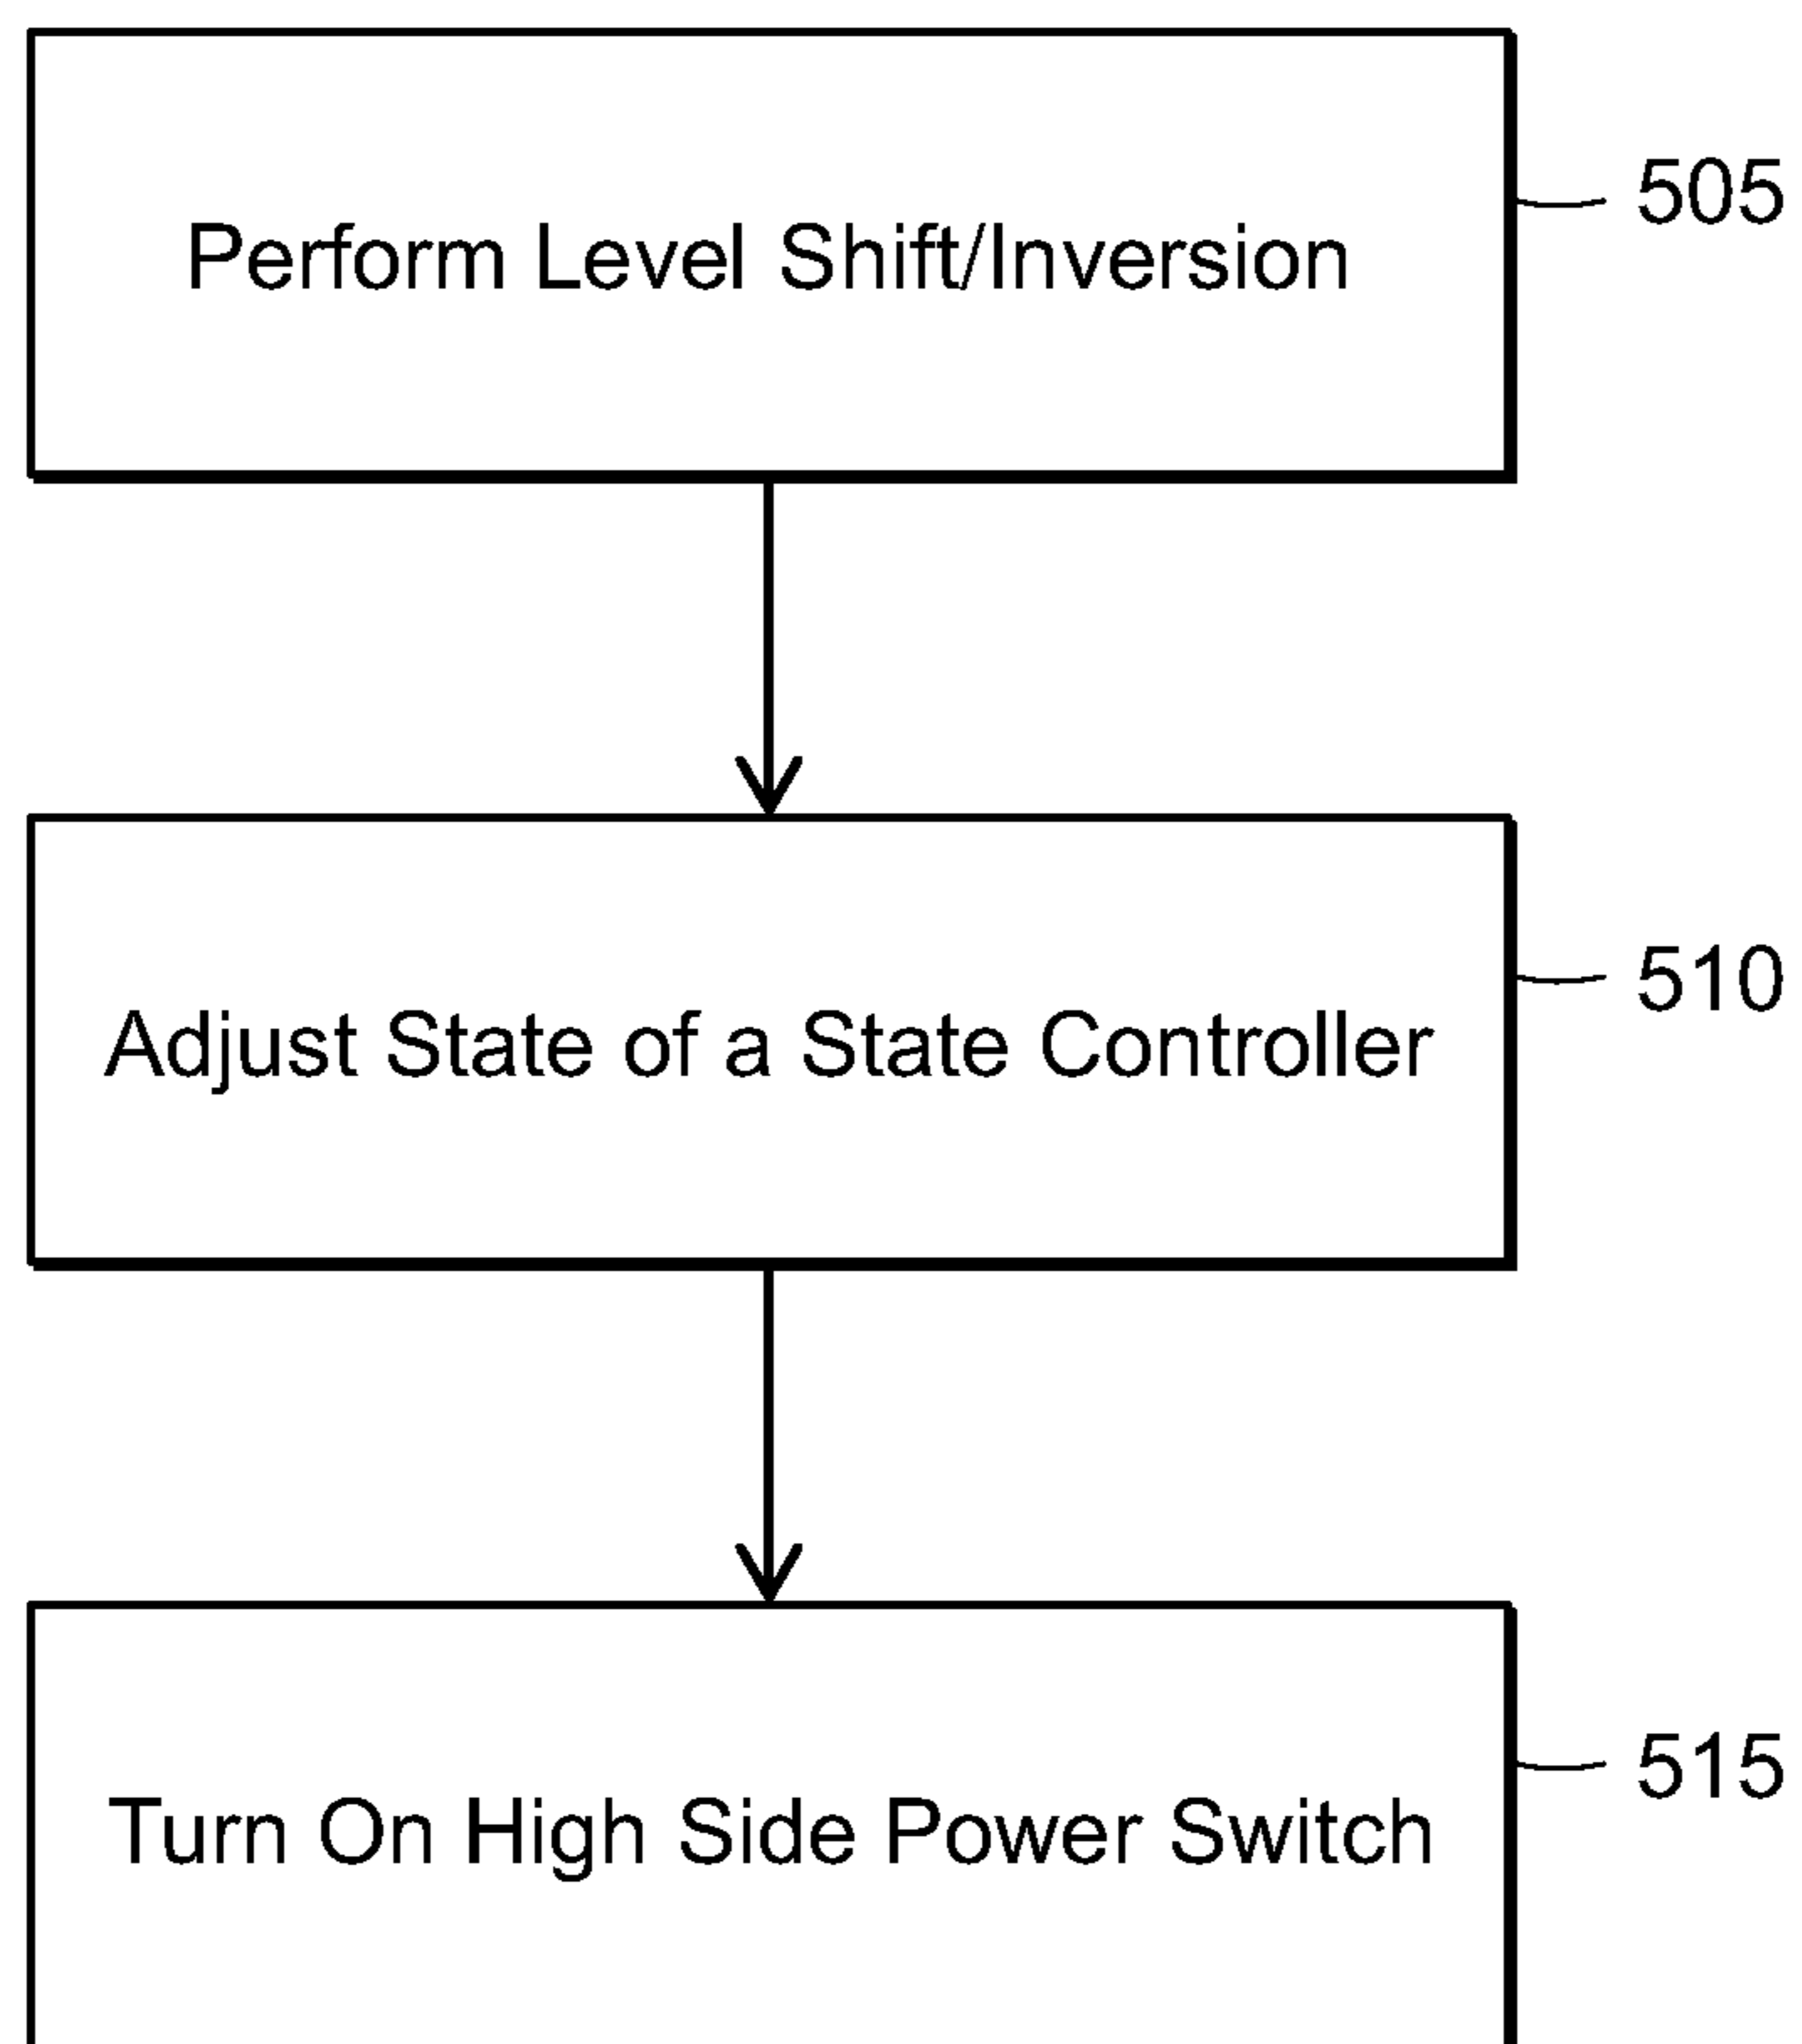 Perform Level Shift/Inversion
505
Adjust State of a State Controller
510
Turn On High Side Power Switch
515